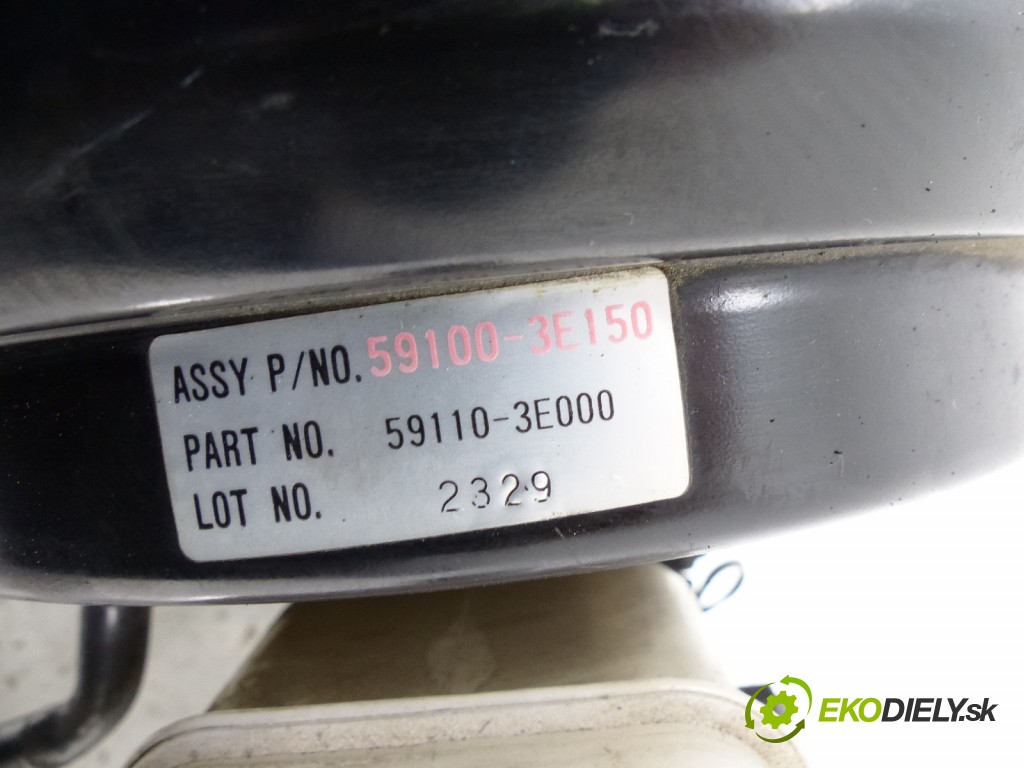 ASSY P/NO. 59100-3E150
PART NO. 59110-3E000
LOT NO. 2329
EKODIELY.sk